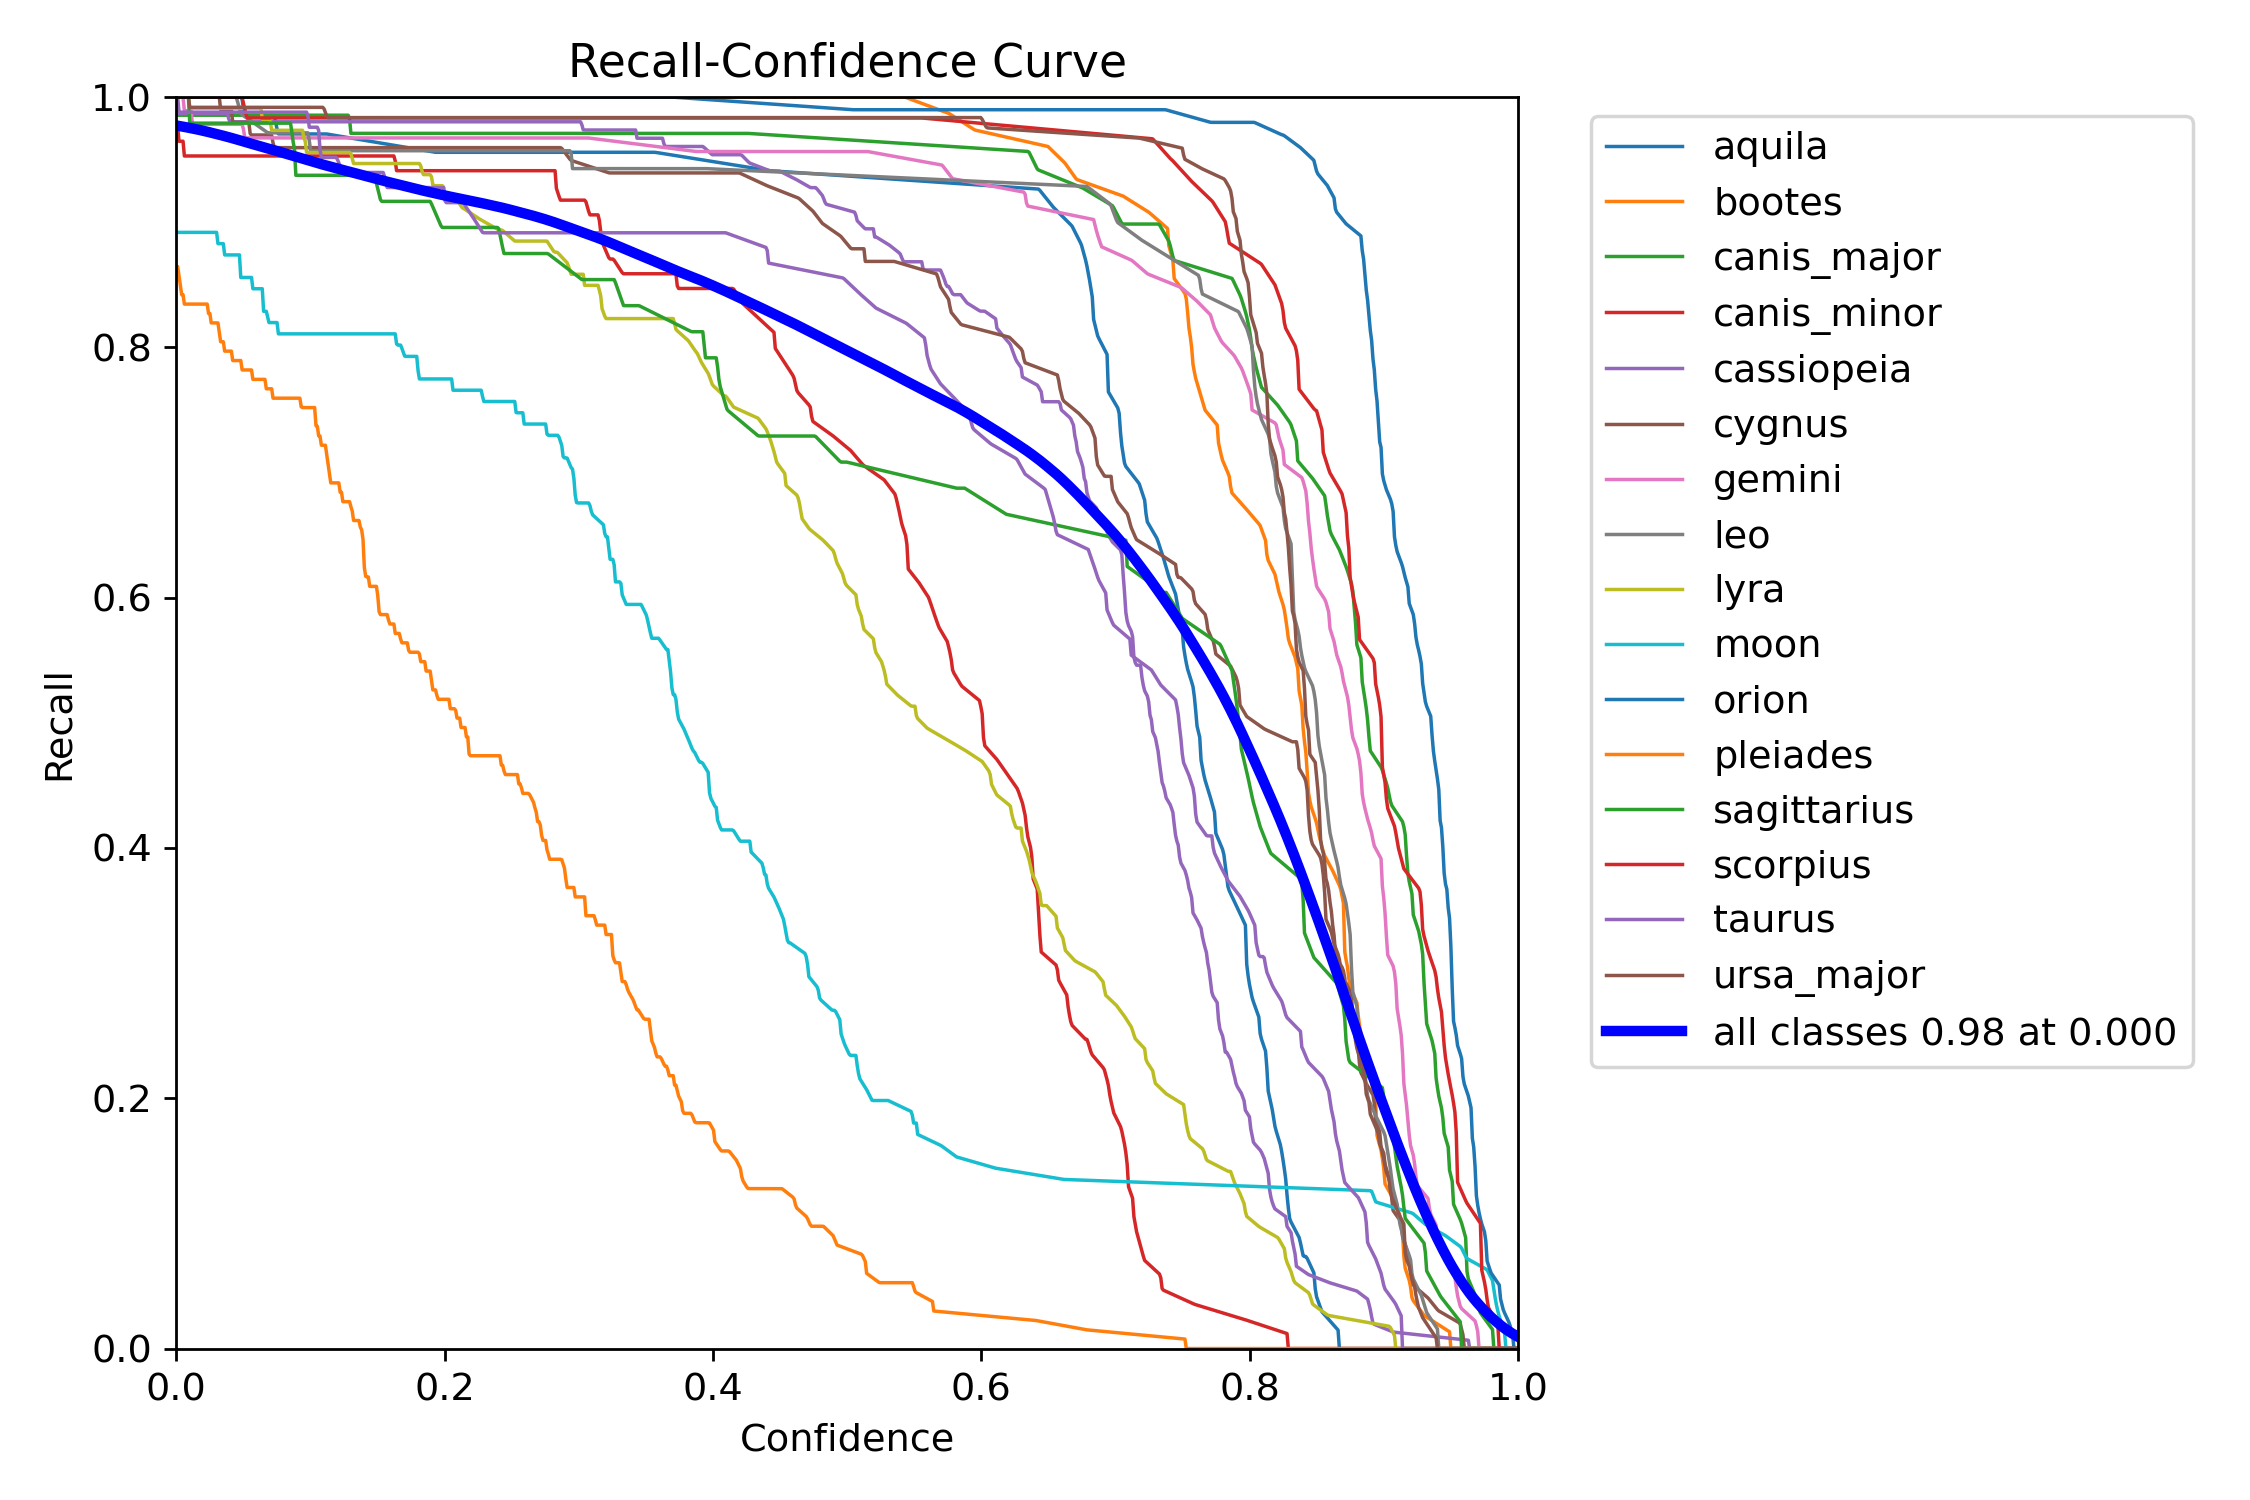 Recall-Confidence Curve
1.0
0.8
0.6
0.4
0.2
0.0
Recall
0.0 0.2 0.4 0.6 0.8 1.0
Confidence
aquila
bootes
canis_major
canis_minor
cassiopeia
cygnus
gemini
leo
lyra
moon
orion
pleiades
sagittarius
scorpius
taurus
ursa_major
all classes 0.98 at 0.000